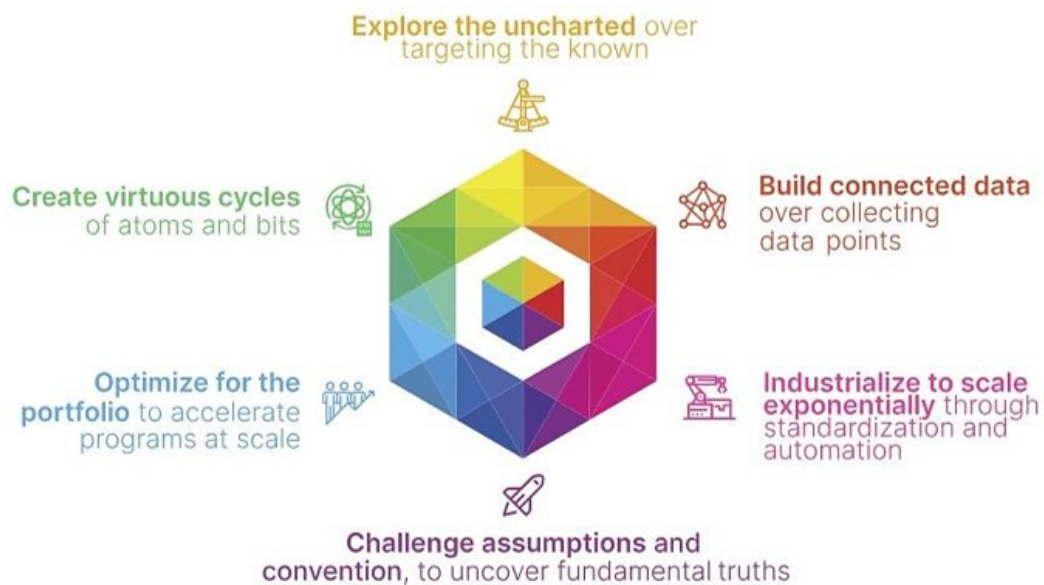 Explore the uncharted over
targeting the known
Create virtuous cycles
of atoms and bits
Build connected data
over collecting
data points
Optimize for the
portfolio to accelerate
programs at scale
Industrialize to scale
exponentially through
standardization and
automation
Challenge assumptions and
convention, to uncover fundamental truths